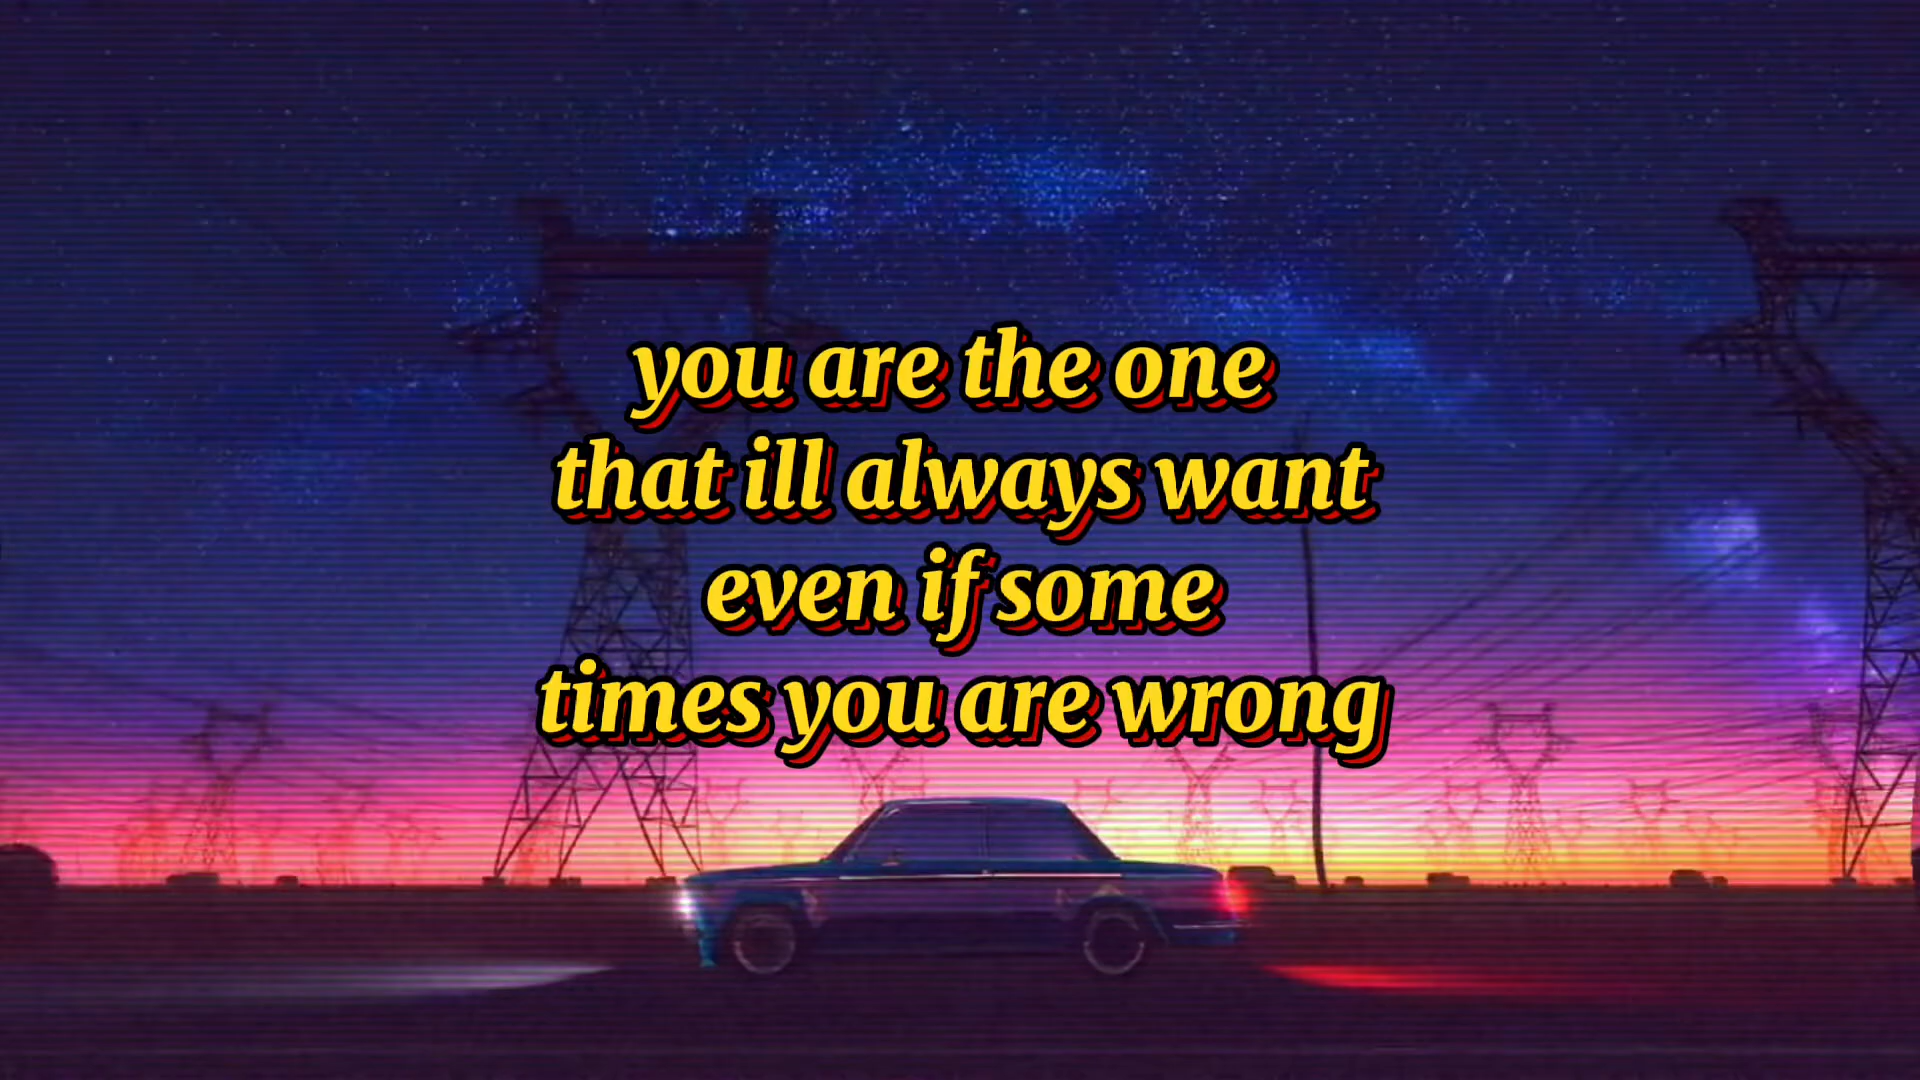 you are the one
that ill always want
even if some
times you are wrong